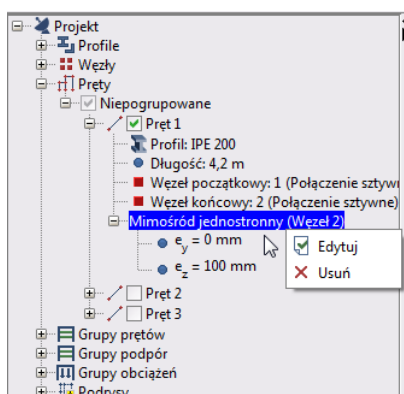 Projekt
Profile
Węzły
Pręty
Niepogrupowane
Pręt 1
Profil: IPE 200
Długość: 4,2 m
Węzeł początkowy: 1 (Połączenie sztywn
Węzeł końcowy: 2 (Połączenie sztywne)
Mimośród jednostronny (Węzeł 2)
ey = 0 mm
Edytuj
ez = 100 mm
Usuń
Pręt 2
Pręt 3
Grupy prętów
Grupy podpór
Grupy obciążeń
Podrysy